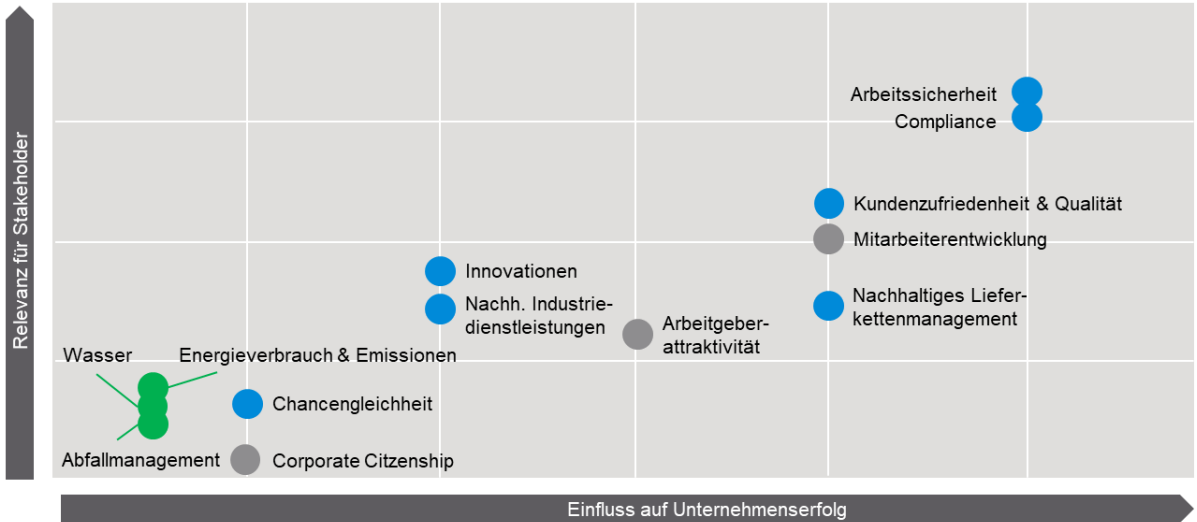 Relevanz für Stakeholder
Arbeitssicherheit
Compliance
Kundenzufriedenheit & Qualität
Mitarbeiterentwicklung
Innovationen
Nachh. Industrie-
dienstleistungen
Nachhaltiges Liefer-
kettenmanagement
Arbeitgeber-
attraktivität
Wasser
Energieverbrauch & Emissionen
Chancengleichheit
Abfallmanagement
Corporate Citzenship
Einfluss auf Unternehmenserfolg